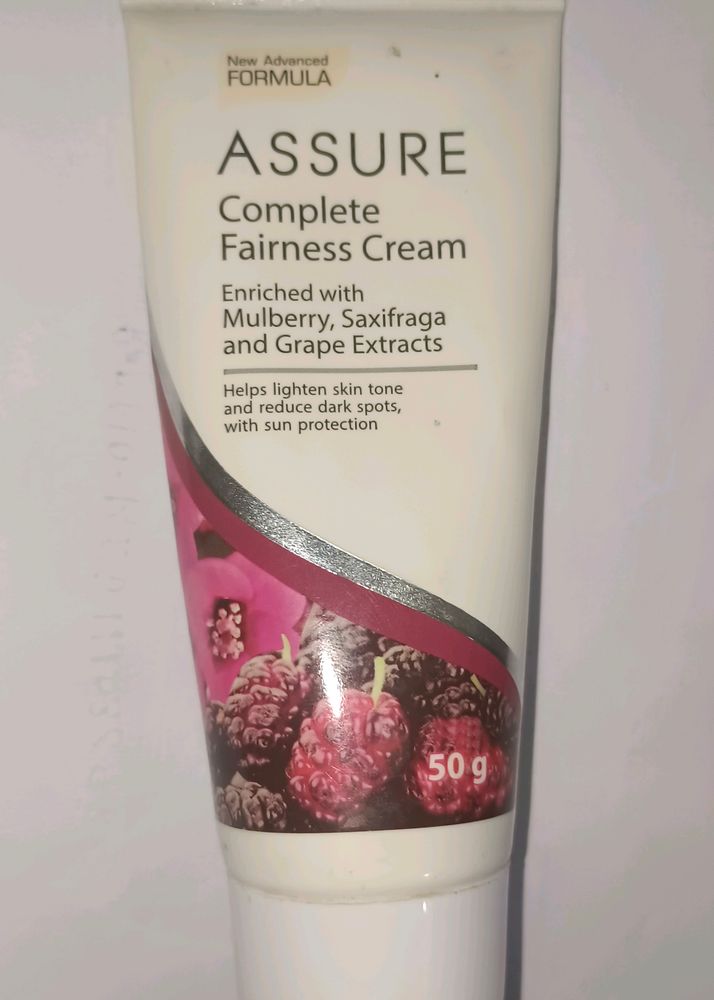 New Advanced
FORMULA
ASSURE
Complete
Fairness Cream
Enriched with
Mulberry, Saxifraga
and Grape Extracts
Helps lighten skin tone
and reduce dark spots,
with sun protection
50 g